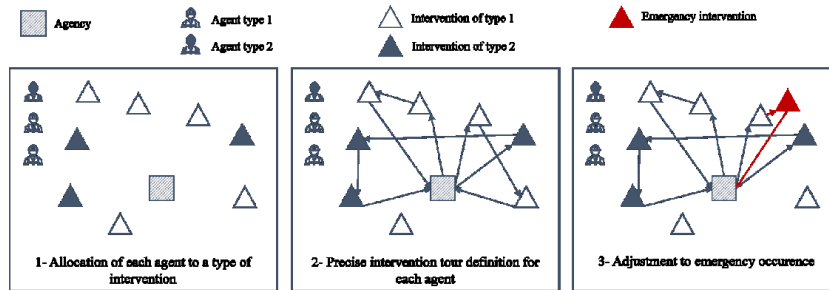 Agency
Agent type 1
Agent type 2
Intervention of type 1
Intervention of type 2
Emergency intervention
1- Allocation of each agent to a type of
intervention
2- Precise intervention tour definition for
each agent
3- Adjustment to emergency occurence